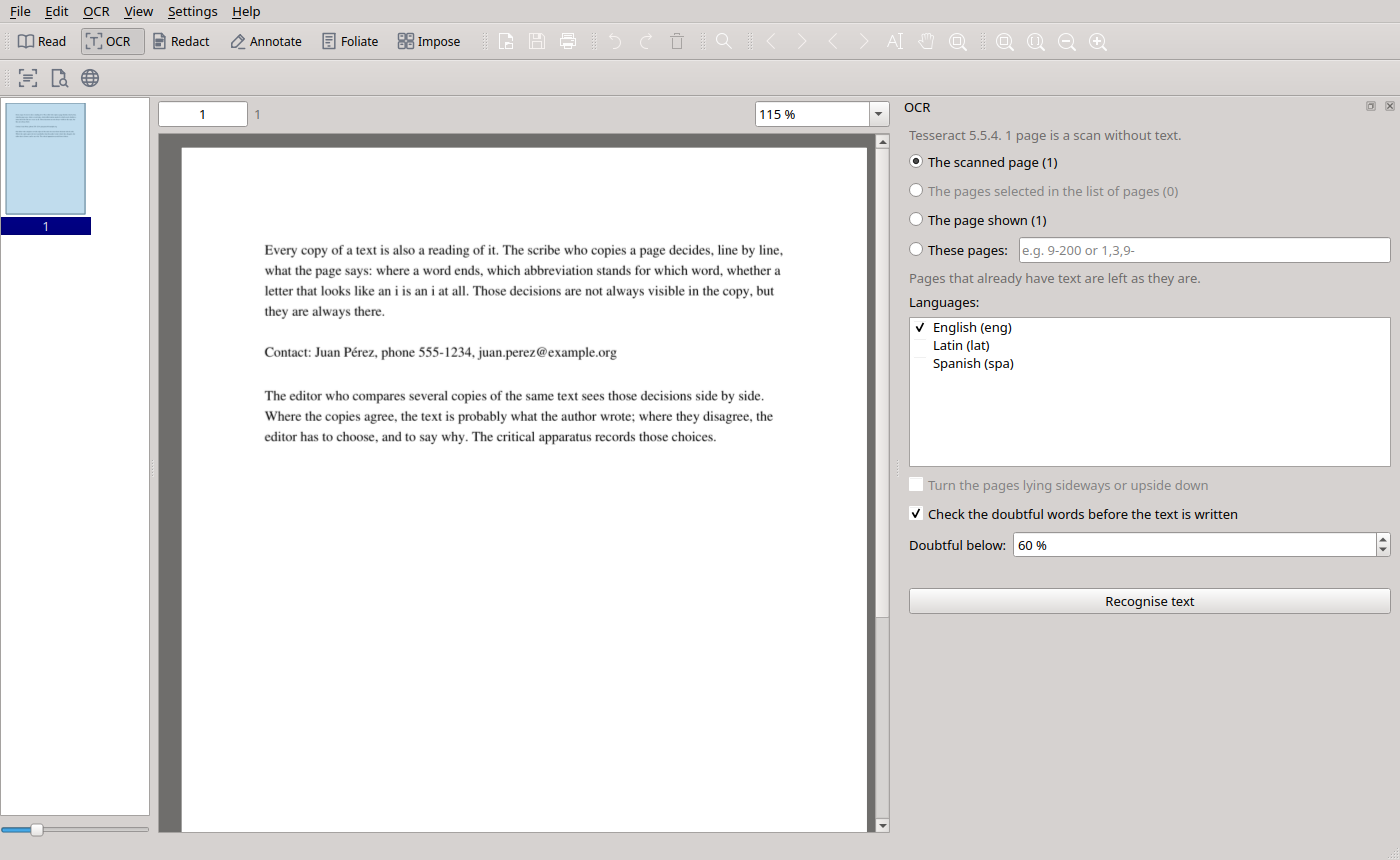 File Edit OCR View Settings Help
Read OCR Redact Annotate Foliate Impose
1 1 115 %
1
Every copy of a text is also a reading of it. The scribe who copies a page decides, line by line,
what the page says: where a word ends, which abbreviation stands for which word, whether a
letter that looks like an i is an i at all. Those decisions are not always visible in the copy, but
they are always there.
Contact: Juan Pérez, phone 555-1234, juan.perez@example.org
The editor who compares several copies of the same text sees those decisions side by side.
Where the copies agree, the text is probably what the author wrote; where they disagree, the
editor has to choose, and to say why. The critical apparatus records those choices.
OCR
Tesseract 5.5.4. 1 page is a scan without text.
The scanned page (1)
The pages selected in the list of pages (0)
The page shown (1)
These pages: e.g. 9-200 or 1,3,9-
Pages that already have text are left as they are.
Languages:
English (eng)
Latin (lat)
Spanish (spa)
Turn the pages lying sideways or upside down
Check the doubtful words before the text is written
Doubtful below: 60 %
Recognise text